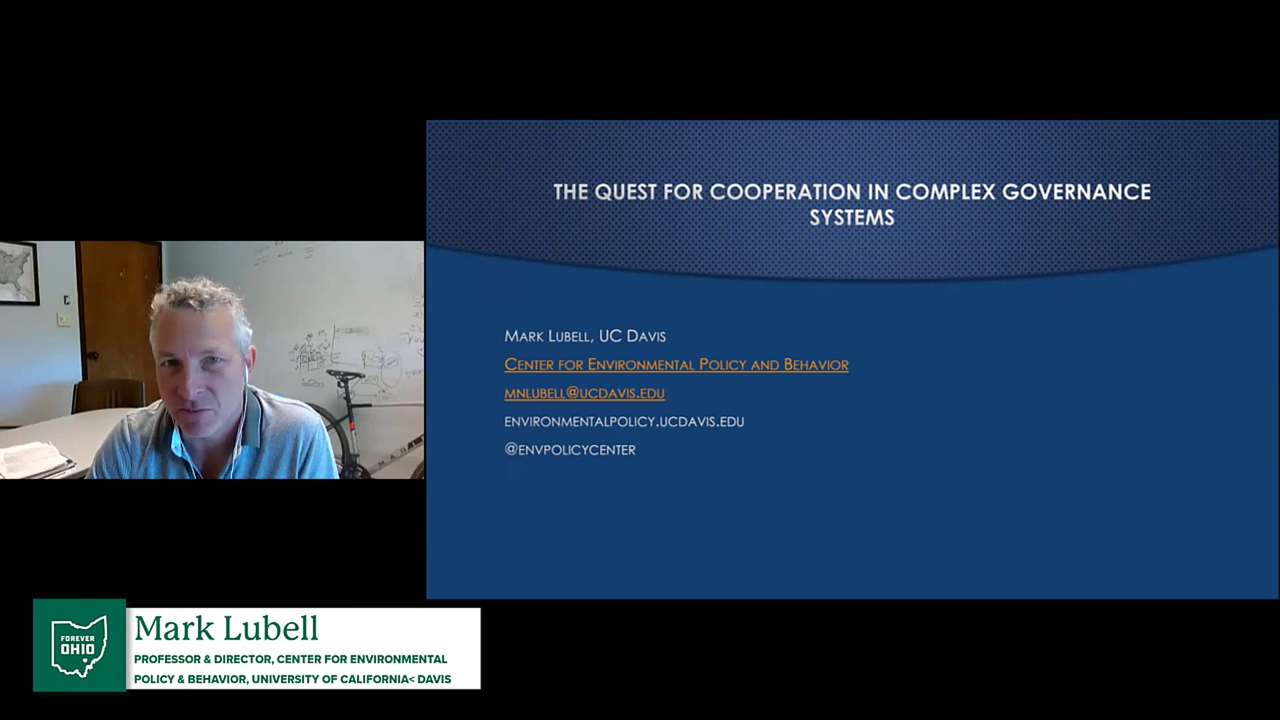 THE QUEST FOR COOPERATION IN COMPLEX GOVERNANCE
SYSTEMS
MARK LUBELL, UC DAVIS
CENTER FOR ENVIRONMENTAL POLICY AND BEHAVIOR
MNLUBELL@UCDAVIS.EDU
ENVIRONMENTALPOLICY.UCDAVIS.EDU
@ENVPOLICYCENTER
FOREVER
OHIO
Mark Lubell
PROFESSOR & DIRECTOR, CENTER FOR ENVIRONMENTAL
POLICY & BEHAVIOR, UNIVERSITY OF CALIFORNIA< DAVIS